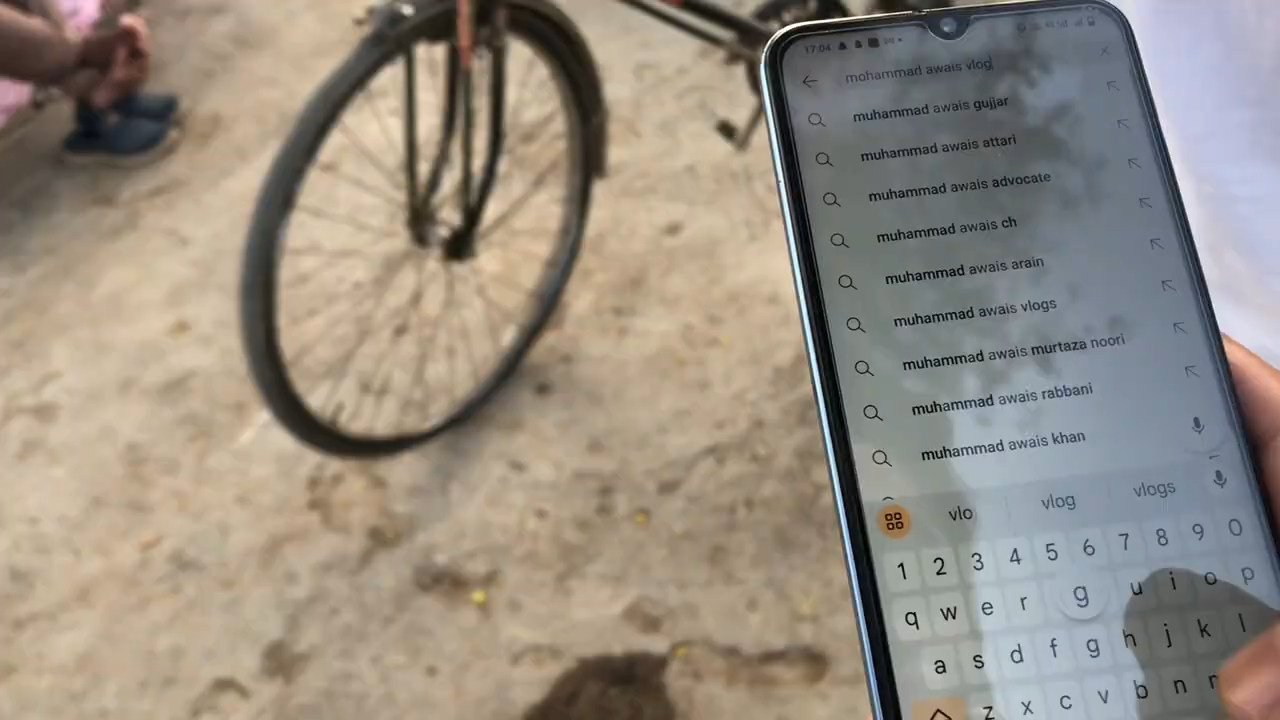 17:04
mohammad awais vlog
muhammad awais gujjar
muhammad awais attari
muhammad awais advocate
muhammad awais ch
muhammad awais arain
muhammad awais vlogs
muhammad awais murtaza noori
muhammad awais rabbani
muhammad awais khan
vlo vlog vlogs
1 2 3 4 5 6 7 8 9 0
q w e r g u i o p
a s d f g h j k l
z x c v b n